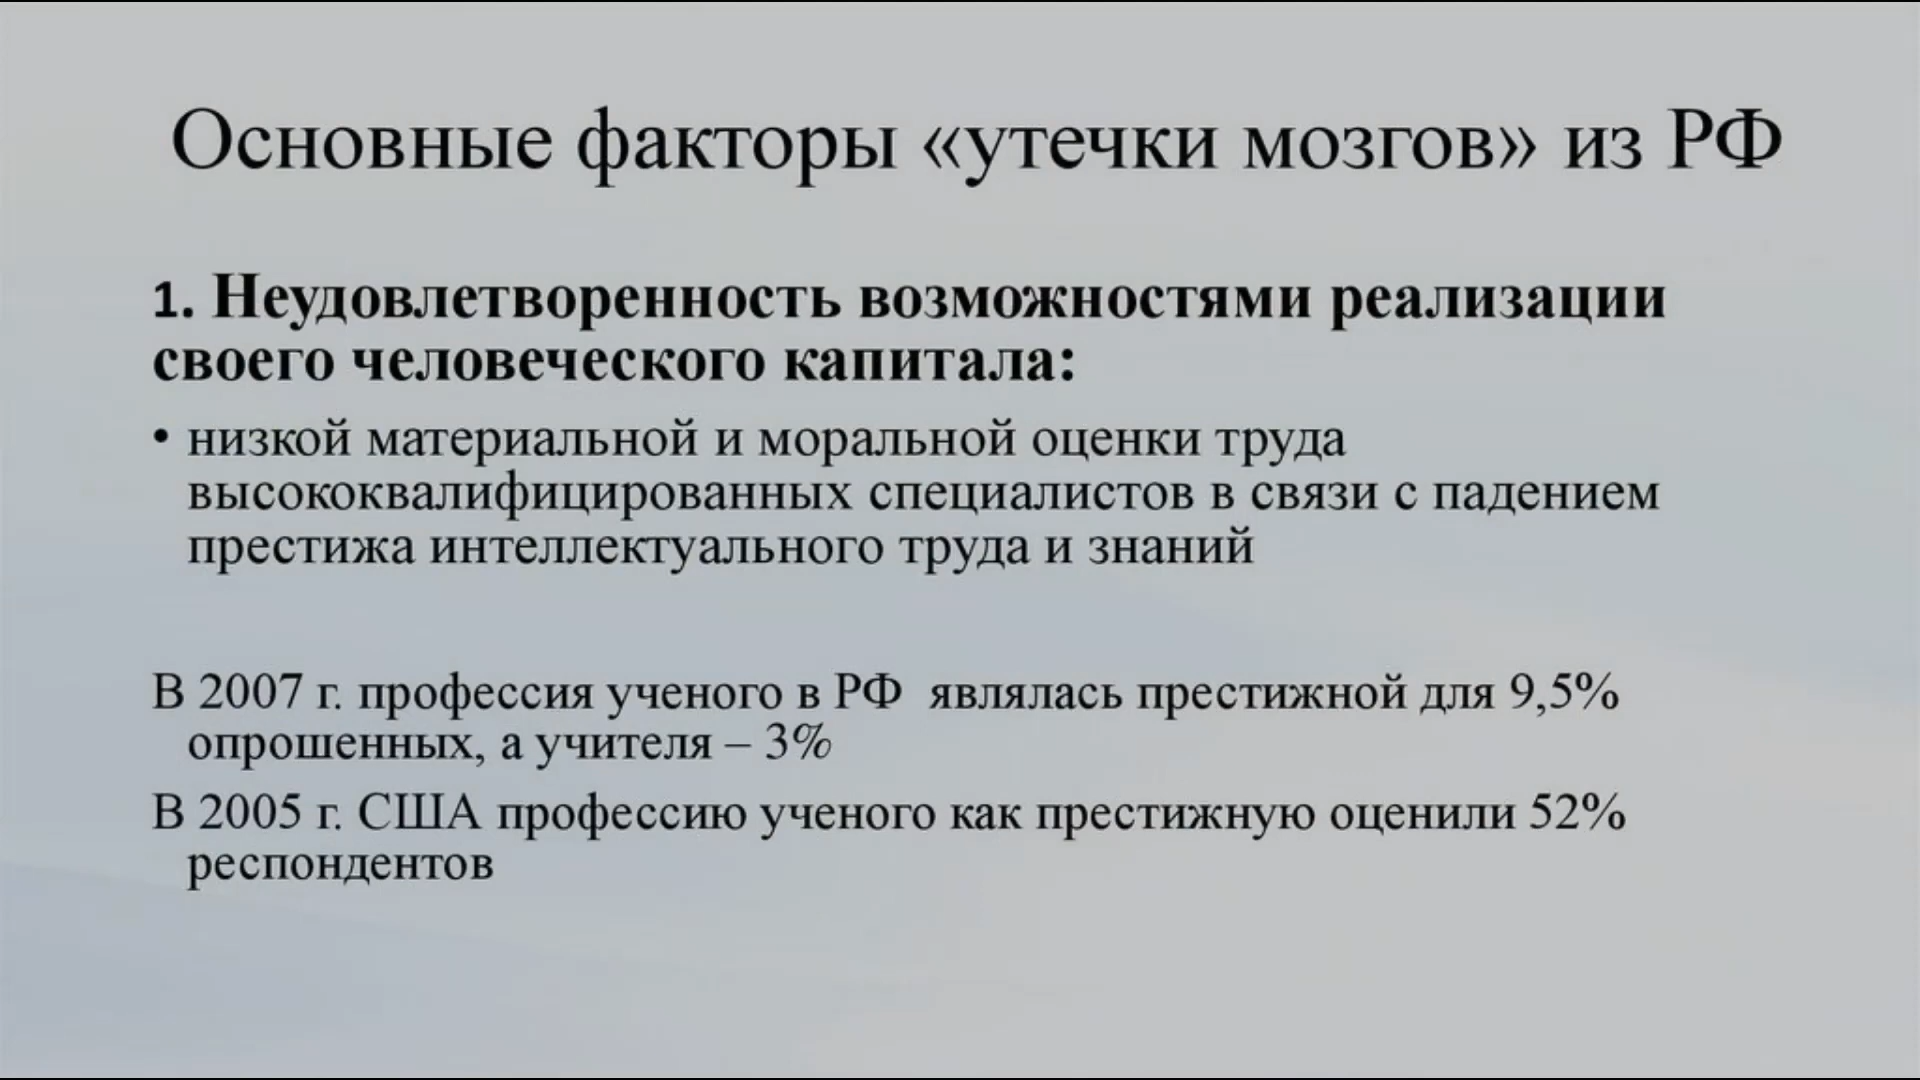 Основные факторы «утечки мозгов» из РФ
1. Неудовлетворенность возможностями реализации
своего человеческого капитала:
• низкой материальной и моральной оценки труда
высококвалифицированных специалистов в связи с падением
престижа интеллектуального труда и знаний
В 2007 г. профессия ученого в РФ  являлась престижной для 9,5%
опрошенных, а учителя – 3%
В 2005 г. США профессию ученого как престижную оценили 52%
респондентов